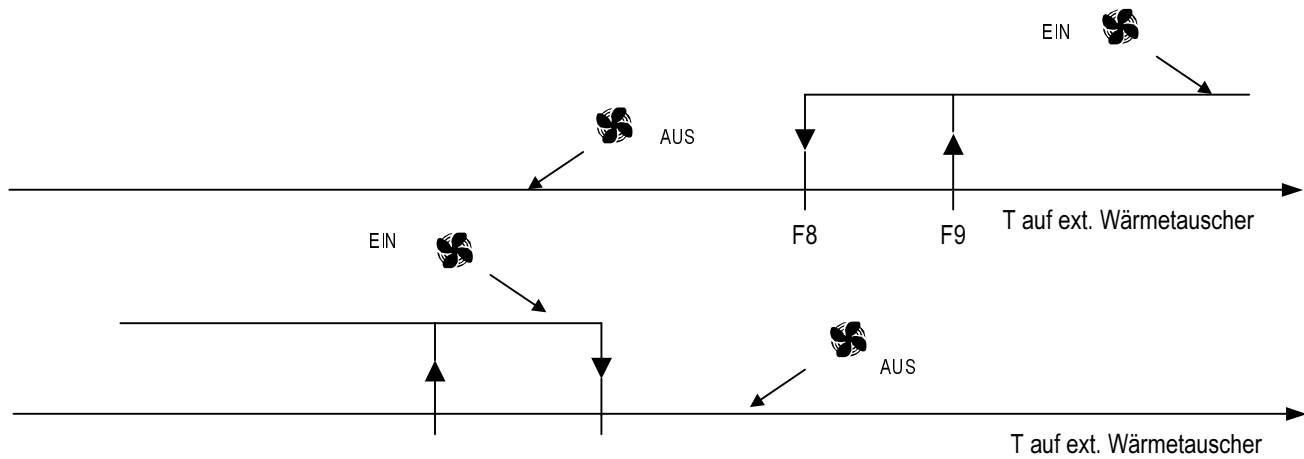 EIN
AUS
F8
F9
T auf ext. Wärmetauscher
EIN
AUS
T auf ext. Wärmetauscher